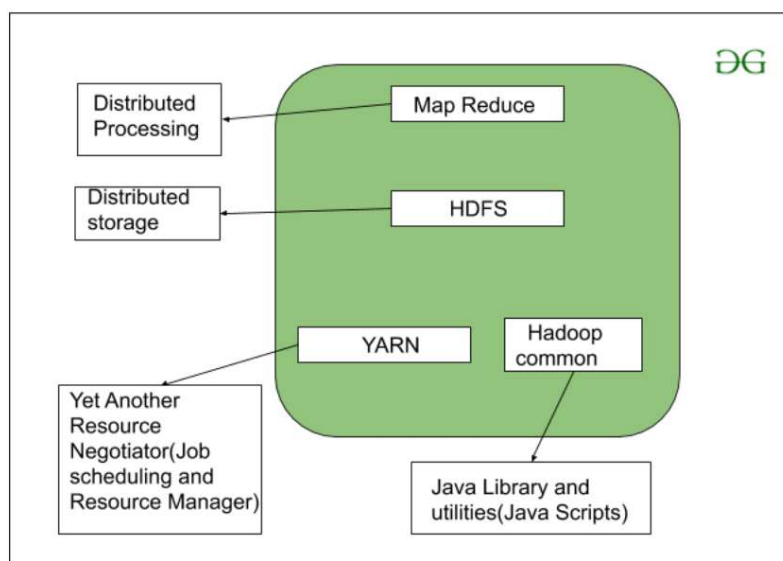 Distributed
Processing
Map Reduce
Distributed
storage
HDFS
YARN
Hadoop
common
Yet Another
Resource
Negotiator(Job
scheduling and
Resource Manager)
Java Library and
utilities(Java Scripts)